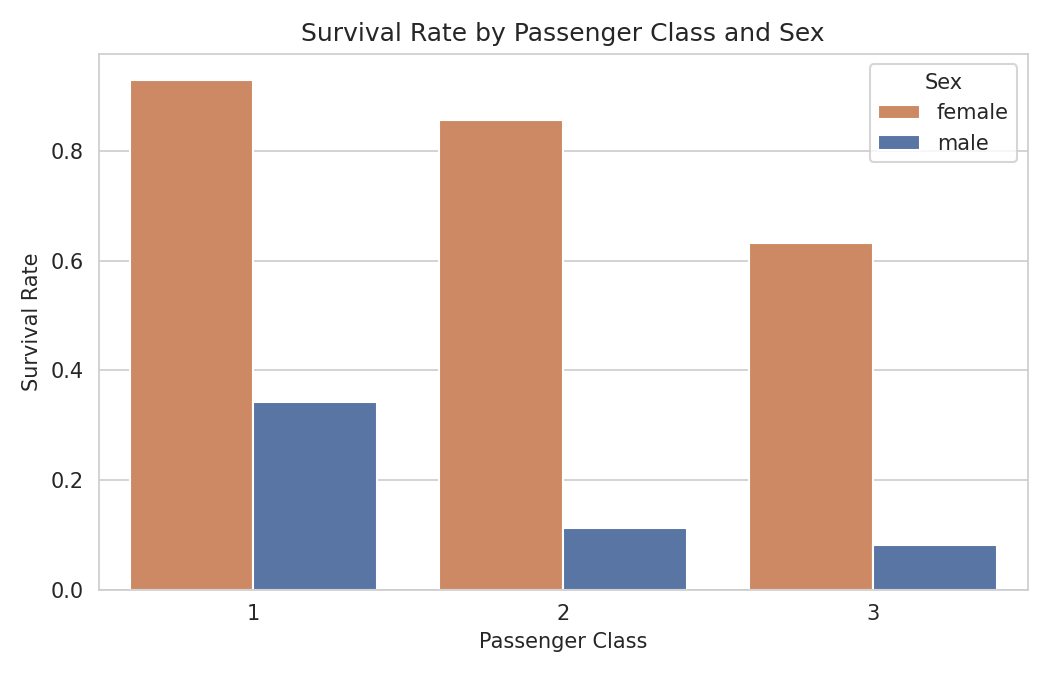 Survival Rate by Passenger Class and Sex
Sex
female
male
Survival Rate
0.8
0.6
0.4
0.2
0.0
1
2
3
Passenger Class